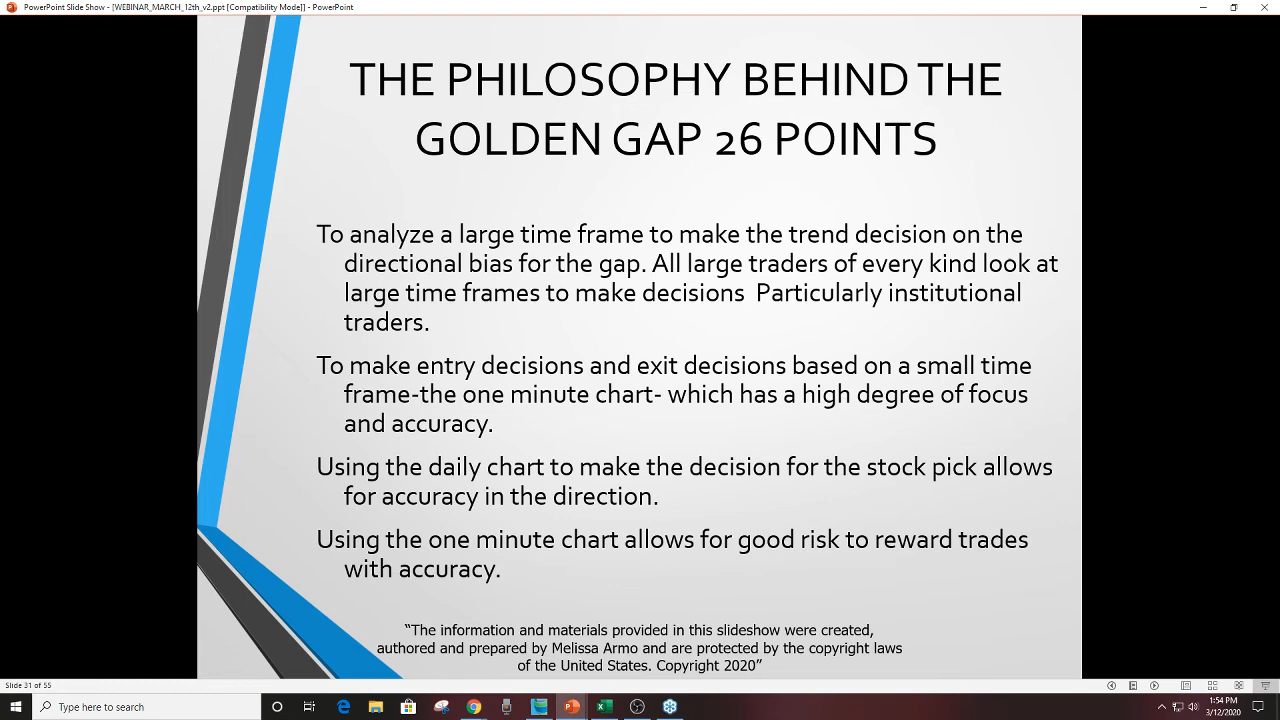 PowerPoint Slide Show - [WEBINAR_MARCH_12th_v2.ppt [Compatibility Mode]] - PowerPoint
THE PHILOSOPHY BEHIND THE
GOLDEN GAP 26 POINTS
To analyze a large time frame to make the trend decision on the
directional bias for the gap. All large traders of every kind look at
large time frames to make decisions  Particularly institutional
traders.
To make entry decisions and exit decisions based on a small time
frame-the one minute chart- which has a high degree of focus
and accuracy.
Using the daily chart to make the decision for the stock pick allows
for accuracy in the direction.
Using the one minute chart allows for good risk to reward trades
with accuracy.
“The information and materials provided in this slideshow were created,
authored and prepared by Melissa Armo and are protected by the copyright laws
of the United States. Copyright 2020”
Slide 31 of 55
Type here to search
1:54 PM
3/12/2020